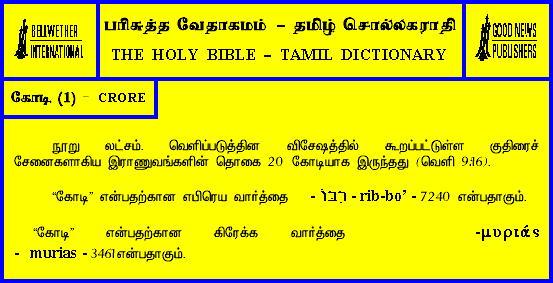 BELLWETHER
INTERNATIONAL
பரிசுத்த வேதாகமம் – தமிழ் சொல்லகராதி
THE HOLY BIBLE – TAMIL DICTIONARY
GOOD NEWS
PUBLISHERS
கோடி. (1) – CRORE
நூறு லட்சம். வெளிப்படுத்தின விசேஷத்தில் கூறப்பட்டுள்ள குதிரைச்
சேனைகளாகிய இராணுவங்களின் தொகை 20 கோடியாக இருந்தது (வெளி 9:16).
“கோடி” என்பதற்கான எபிரெய வார்த்தை - רִבּוֹ - rib-bo’ - 7240 என்பதாகும்.
“கோடி” என்பதற்கான கிரேக்க வார்த்தை -μυριάς
- murias - 3461என்பதாகும்.